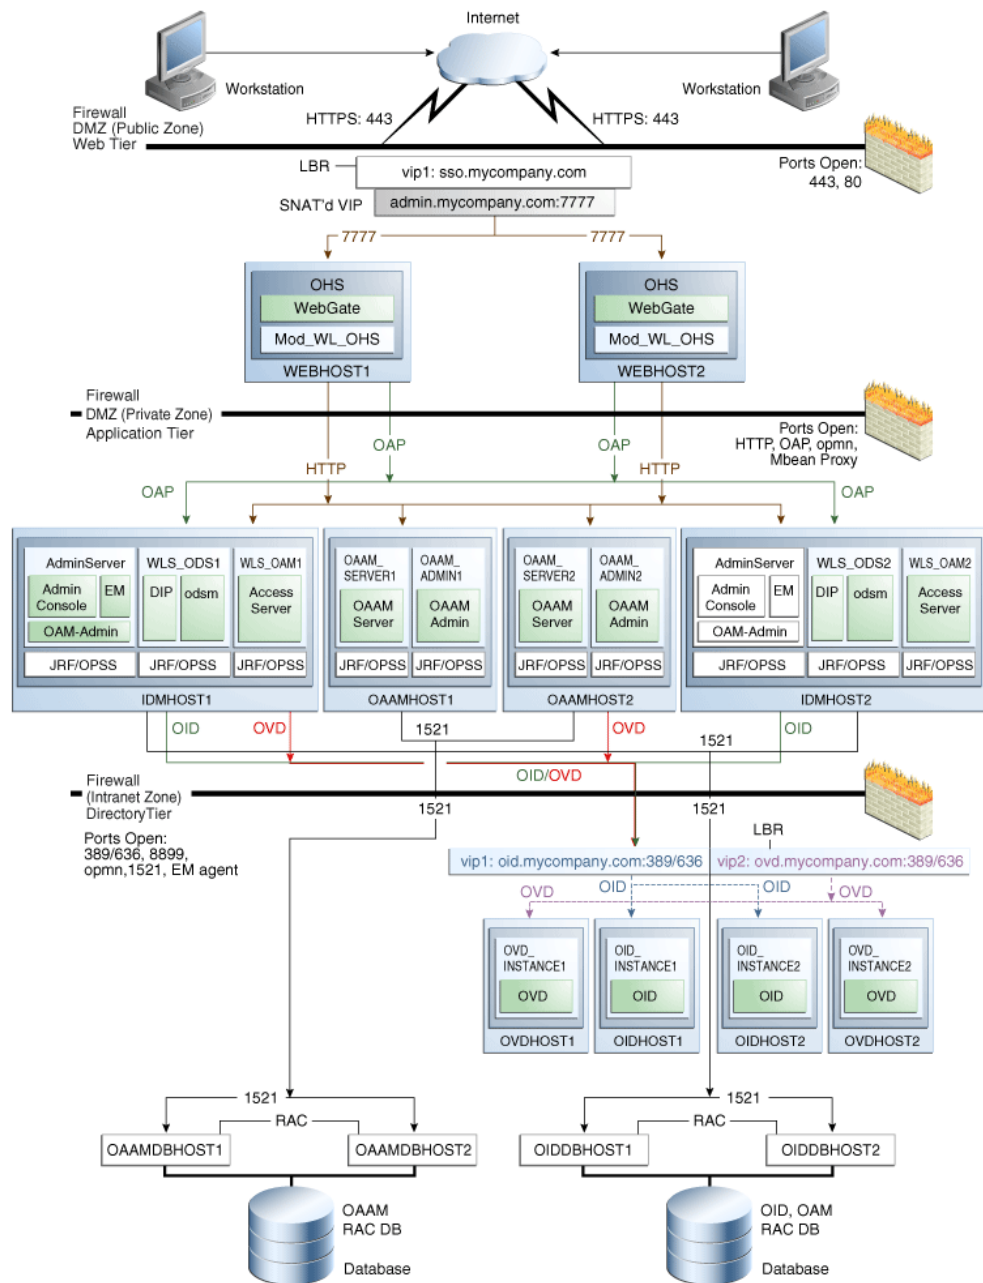 Internet
Workstation
Workstation
Firewall
DMZ (Public Zone)
Web Tier
HTTPS: 443
HTTPS: 443
Ports Open:
443, 80
LBR
vip1: sso.mycompany.com
SNAT'd VIP
admin.mycompany.com:7777
7777
7777
OHS
WebGate
Mod_WL_OHS
WEBHOST1
OHS
WebGate
Mod_WL_OHS
WEBHOST2
Firewall
DMZ (Private Zone)
Application Tier
Ports Open:
HTTP, OAP, opmn,
Mbean Proxy
OAP
OAP
HTTP
HTTP
OAP
OAP
AdminServer
Admin
Console
EM
OAM-Admin
JRF/OPSS
WLS_ODS1
DIP
odsm
JRF/OPSS
WLS_OAM1
Access
Server
JRF/OPSS
IDMHOST1
OAAM_
SERVER1
OAAM
Server
JRF/OPSS
OAAM_
ADMIN1
OAAM
Admin
JRF/OPSS
OAAMHOST1
OAAM_
SERVER2
OAAM
Server
JRF/OPSS
OAAM_
ADMIN2
OAAM
Admin
JRF/OPSS
OAAMHOST2
AdminServer
Admin
Console
EM
OAM-Admin
JRF/OPSS
WLS_ODS2
DIP
odsm
JRF/OPSS
WLS_OAM2
Access
Server
JRF/OPSS
IDMHOST2
OID
OVD
1521
OVD
1521
OID
OID/OVD
Firewall
(Intranet Zone)
DirectoryTier
Ports Open:
389/636, 8899,
opmn,1521, EM agent
1521
1521
LBR
vip1: oid.mycompany.com:389/636
vip2: ovd.mycompany.com:389/636
OVD
OID
OID
OVD
OVD_
INSTANCE1
OVD
OVDHOST1
OID_
INSTANCE1
OID
OIDHOST1
OID_
INSTANCE2
OID
OIDHOST2
OVD_
INSTANCE2
OVD
OVDHOST2
1521
RAC
OAAMDBHOST1
OAAMDBHOST2
OAAM
RAC DB
Database
1521
RAC
OIDDBHOST1
OIDDBHOST2
OID, OAM
RAC DB
Database